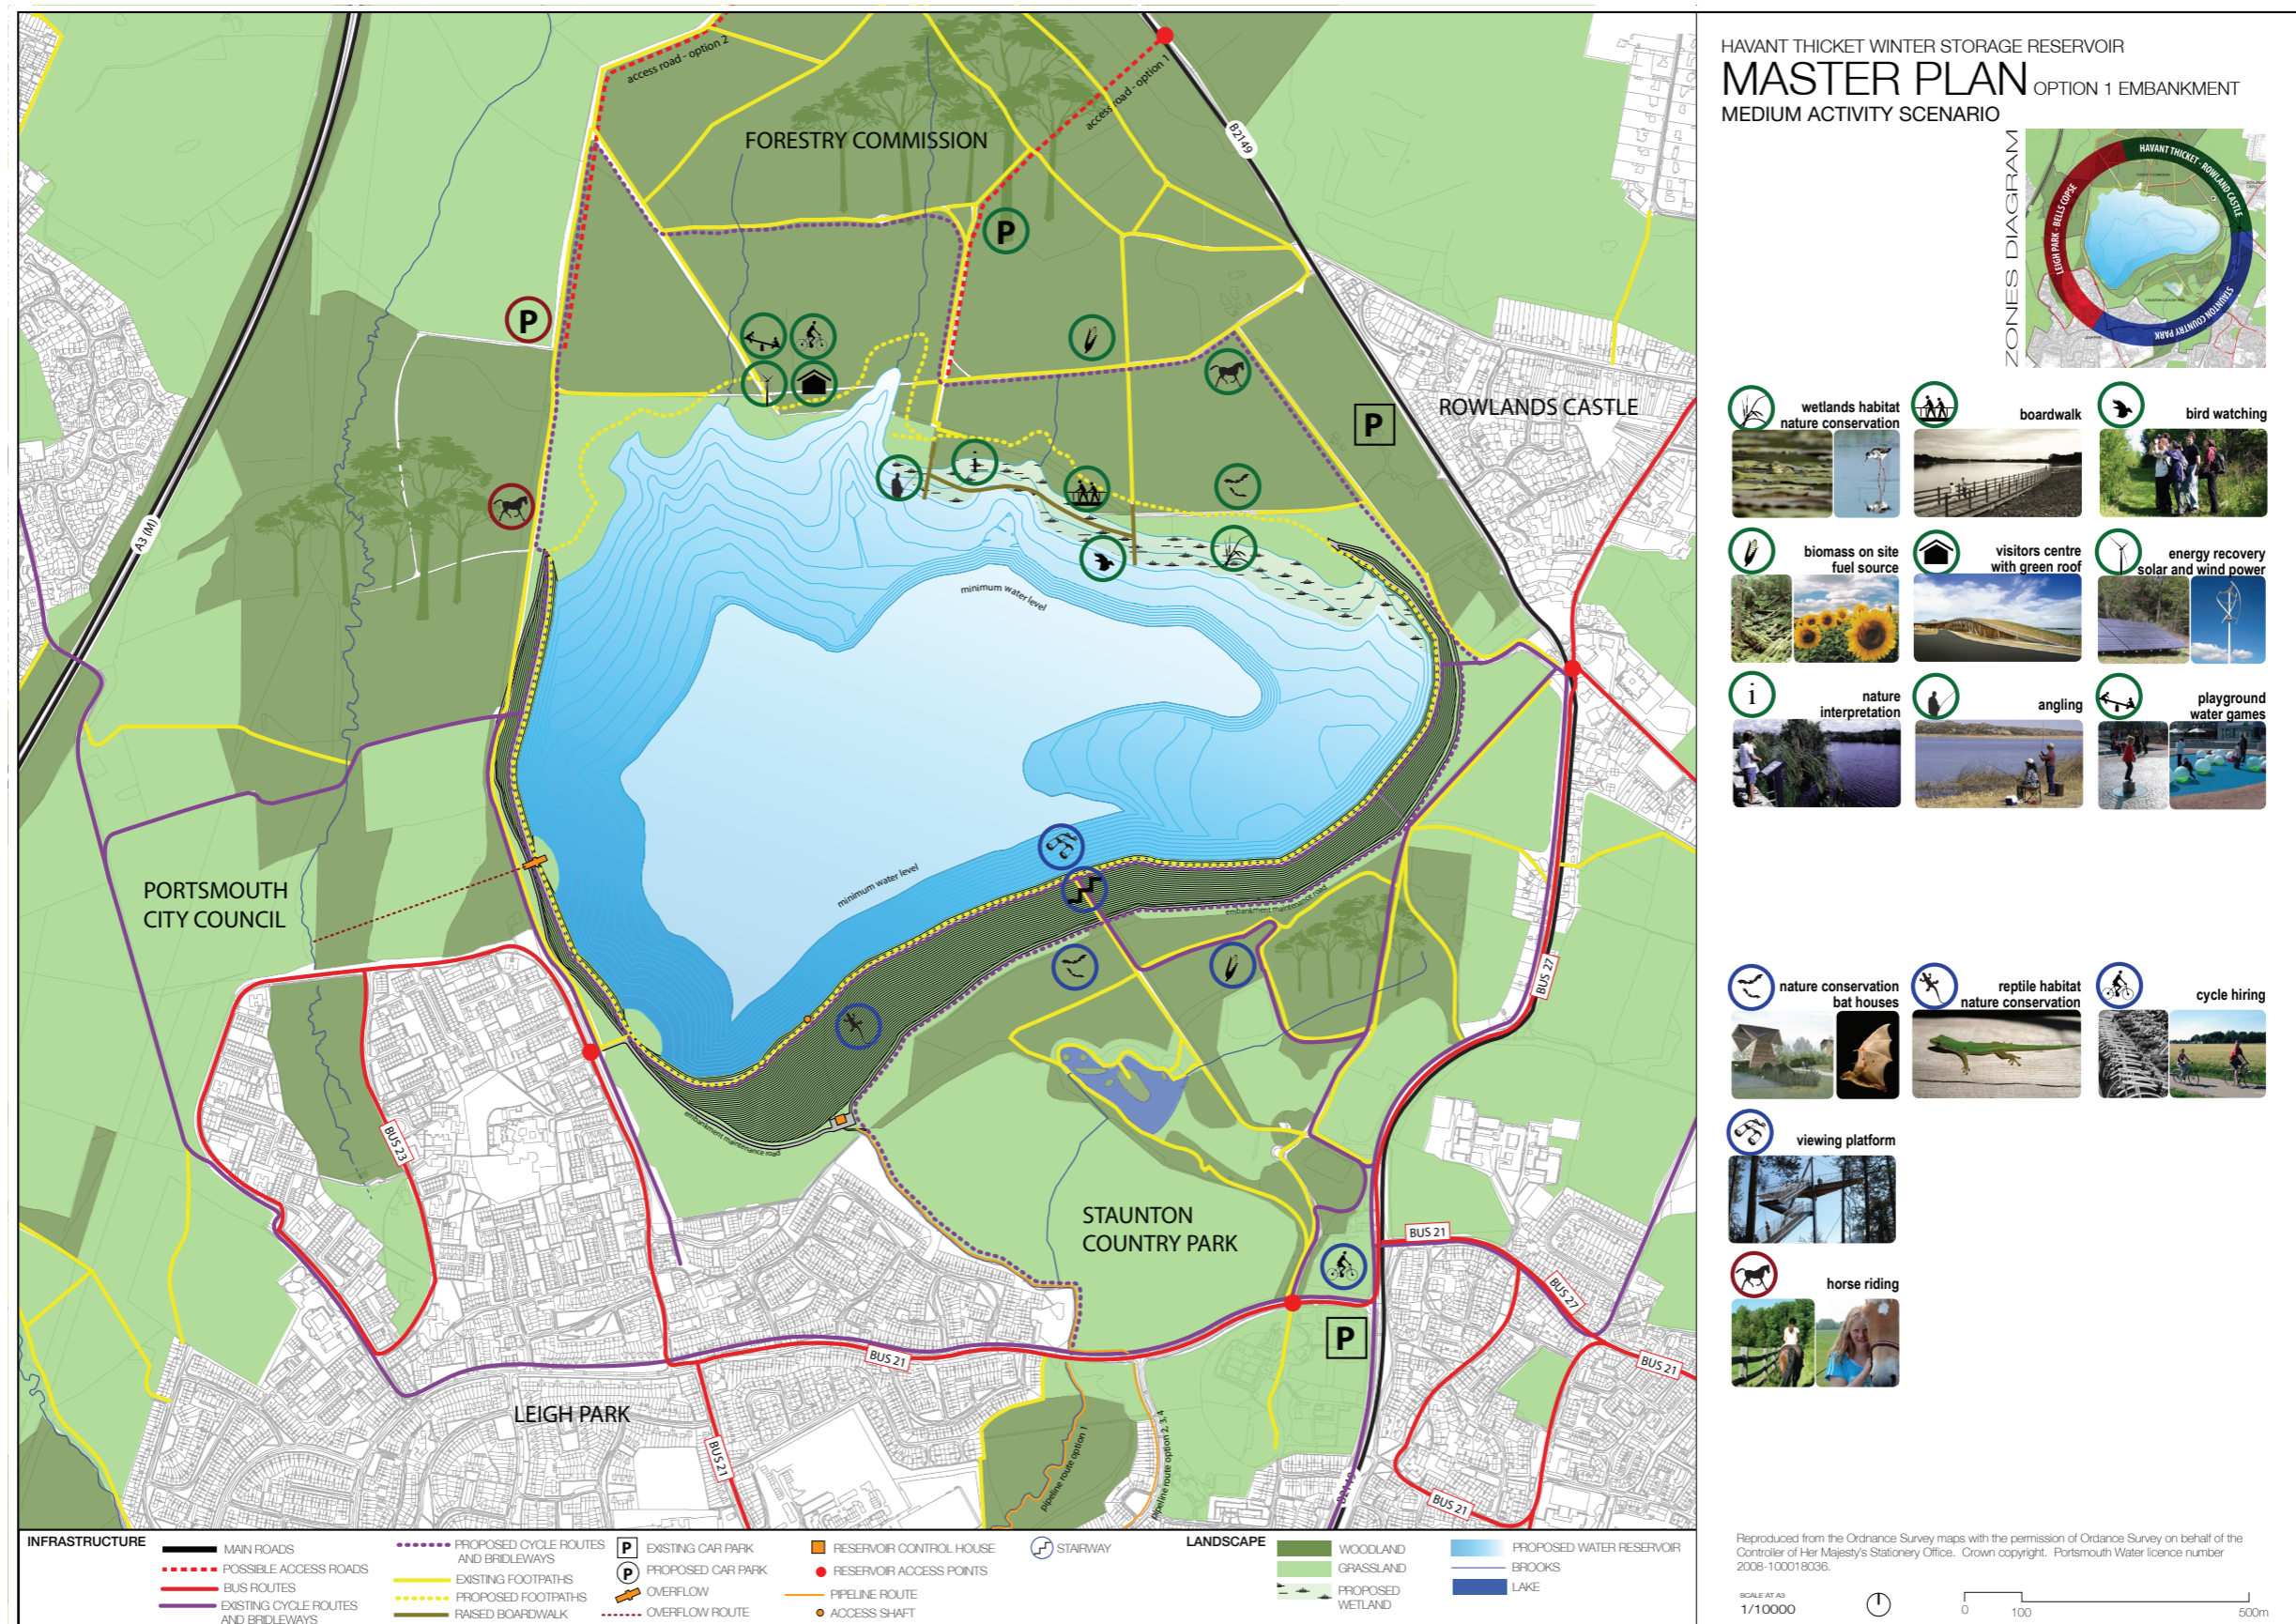 HAVANT THICKET WINTER STORAGE RESERVOIR
MASTER PLAN OPTION 1 EMBANKMENT
MEDIUM ACTIVITY SCENARIO
ZONES DIAGRAM
HAVANT THICKET - ROWLAND CASTLE
LEIGH PARK - BELLS COPSE
STAUNTON COUNTRY PARK
wetlands habitat
nature conservation
boardwalk
bird watching
biomass on site
fuel source
visitors centre
with green roof
energy recovery
solar and wind power
i
nature
interpretation
angling
playground
water games
nature conservation
bat houses
reptile habitat
nature conservation
cycle hiring
viewing platform
horse riding
access road - option 2
access road - option 1
FORESTRY COMMISSION
B2149
P
P
P
ROWLANDS CASTLE
i
A3 (M)
minimum water level
minimum water level
PORTSMOUTH
CITY COUNCIL
embankment maintenance road
embankment maintenance road
BUS 27
BUS 23
STAUNTON
COUNTRY PARK
BUS 21
BUS 27
BUS 21
P
BUS 21
LEIGH PARK
BUS 21
BUS 21
pipeline route option 1
pipeline route option 2,3,4
B2149
INFRASTRUCTURE
MAIN ROADS
POSSIBLE ACCESS ROADS
BUS ROUTES
EXISTING CYCLE ROUTES
AND BRIDLEWAYS
PROPOSED CYCLE ROUTES
AND BRIDLEWAYS
EXISTING FOOTPATHS
PROPOSED FOOTPATHS
RAISED BOARDWALK
P EXISTING CAR PARK
P PROPOSED CAR PARK
OVERFLOW
OVERFLOW ROUTE
RESERVOIR CONTROL HOUSE
RESERVOIR ACCESS POINTS
PIPELINE ROUTE
ACCESS SHAFT
STAIRWAY
LANDSCAPE
WOODLAND
GRASSLAND
PROPOSED
WETLAND
PROPOSED WATER RESERVOIR
BROOKS
LAKE
Reproduced from the Ordnance Survey maps with the permission of Ordance Survey on behalf of the
Controller of Her Majesty's Stationery Office. Crown copyright. Portsmouth Water licence number
2008-100018036.
SCALE AT A3
1/10000
0 100 500m